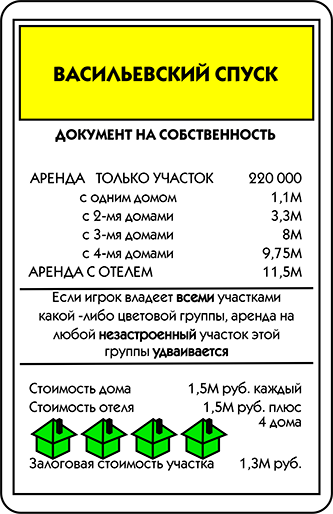 ВАСИЛЬЕВСКИЙ СПУСК
ДОКУМЕНТ НА СОБСТВЕННОСТЬ
АРЕНДА ТОЛЬКО УЧАСТОК 220 000
с одним домом 1,1М
с 2-мя домами 3,3М
с 3-мя домами 8М
с 4-мя домами 9,75М
АРЕНДА С ОТЕЛЕМ 11,5М
Если игрок владеет всеми участками
какой -либо цветовой группы, аренда на
любой незастроенный участок этой
группы удваивается
Стоимость дома 1,5М руб. каждый
Стоимость отеля 1,5М руб. плюс
4 дома
Залоговая стоимость участка 1,3М руб.